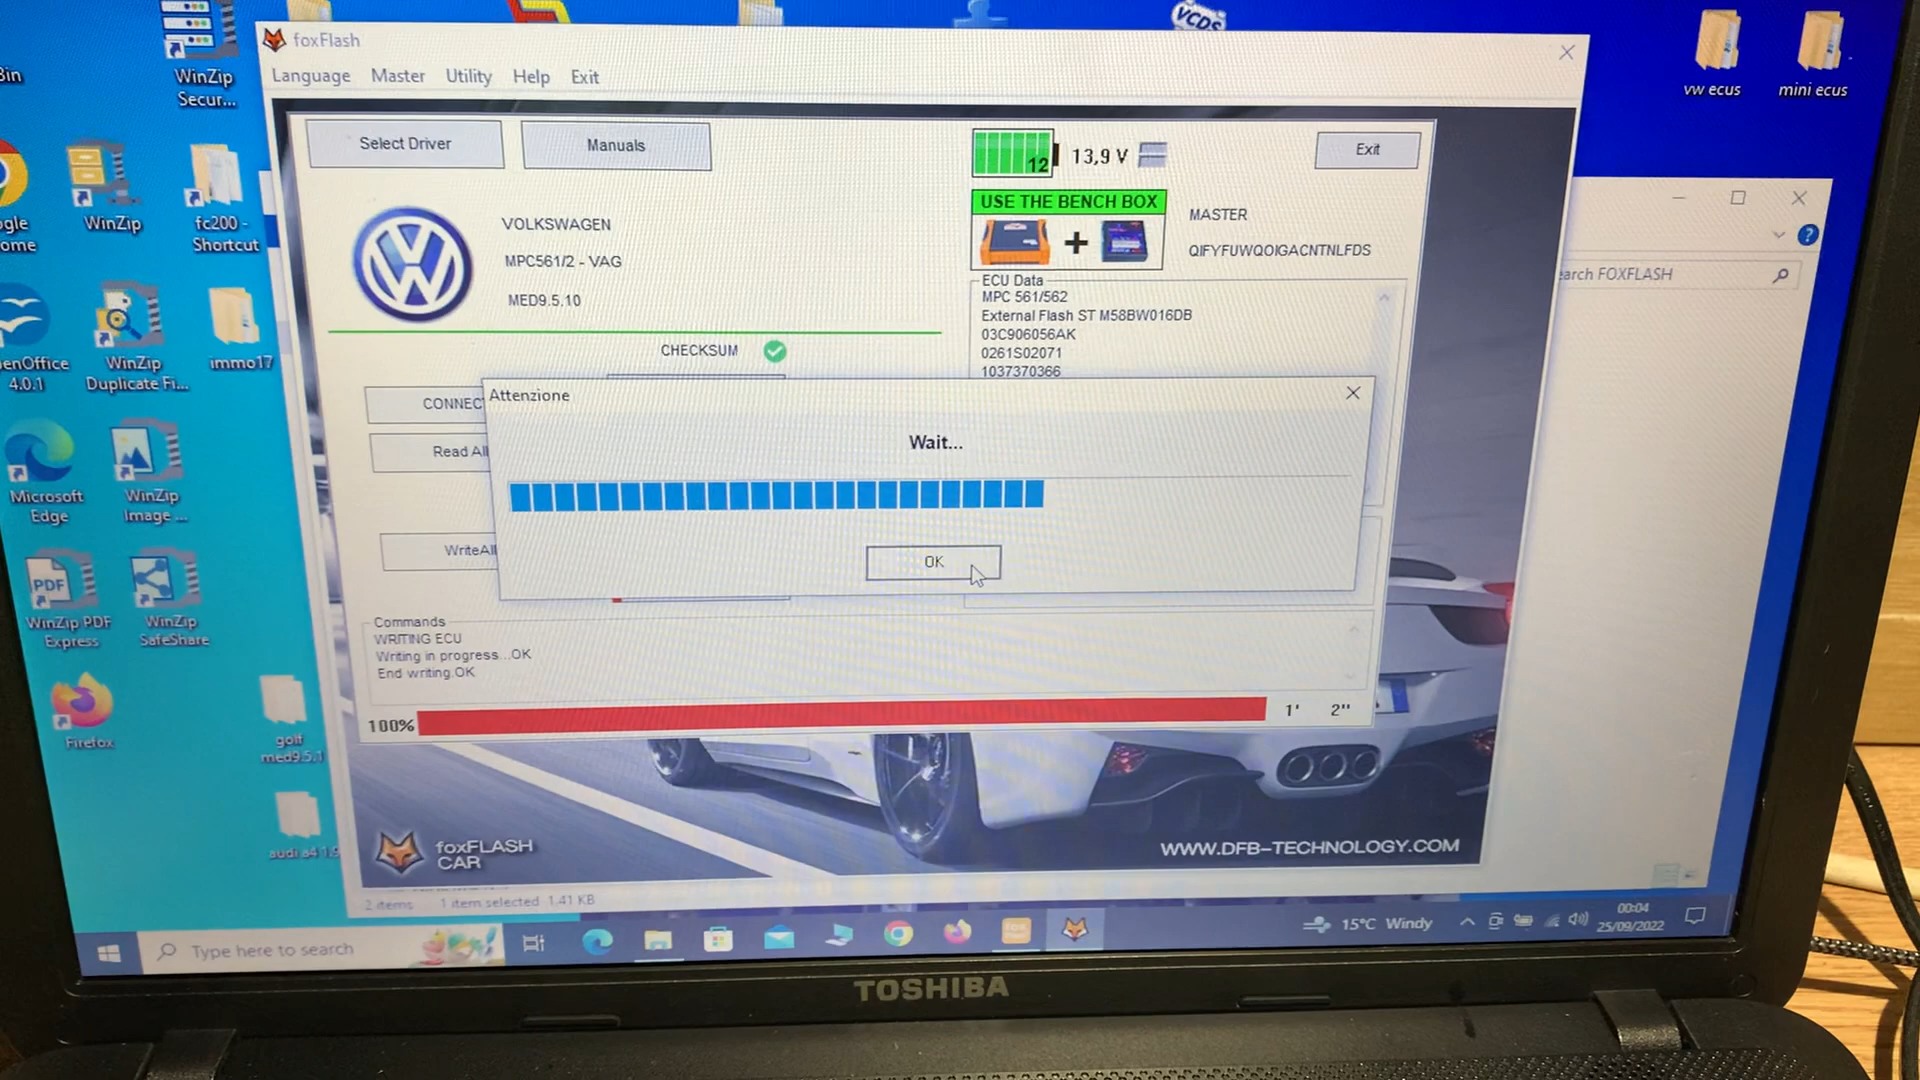 foxFlash
Language Master Utility Help Exit
Select Driver
Manuals
12
13,9 V
Exit
USE THE BENCH BOX
MASTER
QIFYFUWQOIGACNTNLFDS
VOLKSWAGEN
MPC561/2 - VAG
MED9.5.10
ECU Data
MPC 561/562
External Flash ST M58BW016DB
03C906056AK
0261S02071
1037370366
CHECKSUM
CONNEC
Read All
WriteAll
Attenzione
Wait...
OK
Commands
WRITING ECU
Writing in progress...OK
End writing.OK
100%
1' 2''
foxFLASH
CAR
WWW.DFB-TECHNOLOGY.COM
2 items 1 item selected 1.41 KB
earch FOXFLASH
Bin
WinZip
Secur...
VCDS
vw ecus
mini ecus
gle
ome
WinZip
fc200 -
Shortcut
enOffice
4.0.1
WinZip
Duplicate Fi...
immo17
Microsoft
Edge
WinZip
Image ...
PDF
WinZip PDF
Express
WinZip
SafeShare
Firefox
golf
med9.5.1
audi a4 1.9
Type here to search
15°C Windy
00:04
25/09/2022
TOSHIBA